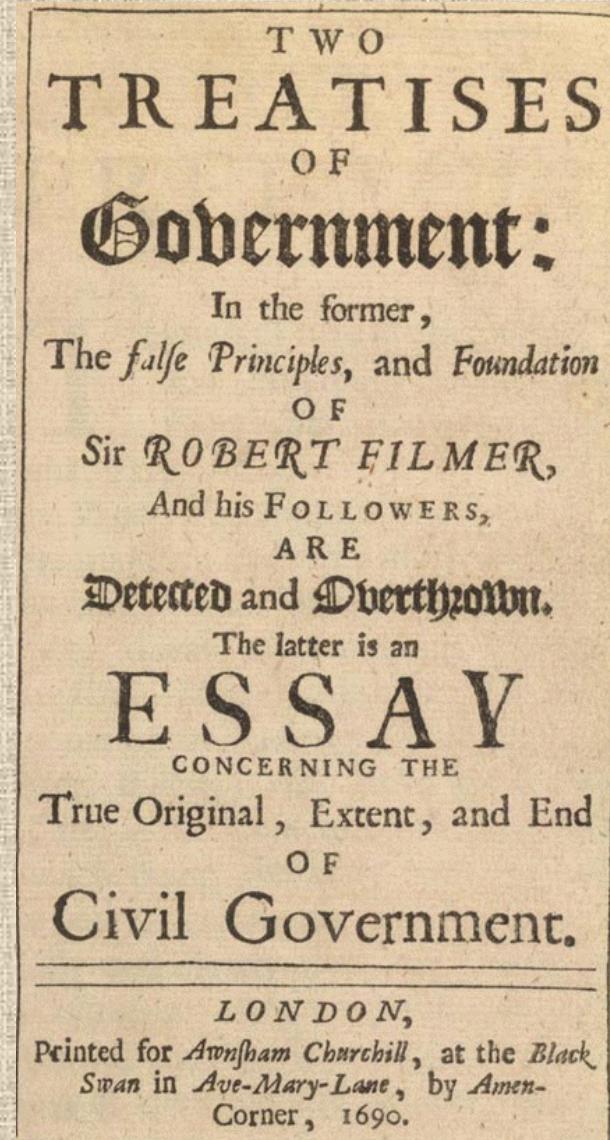 TWO
TREATISES
OF
Government:
In the former,
The falſe Principles, and Foundation
OF
Sir ROBERT FILMER,
And his FOLLOWERS,
ARE
Detected and Overthrown.
The latter is an
ESSAY
CONCERNING THE
True Original, Extent, and End
OF
Civil Government.
LONDON,
Printed for Awnſham Churchill, at the Black
Swan in Ave-Mary-Lane, by Amen-
Corner, 1690.